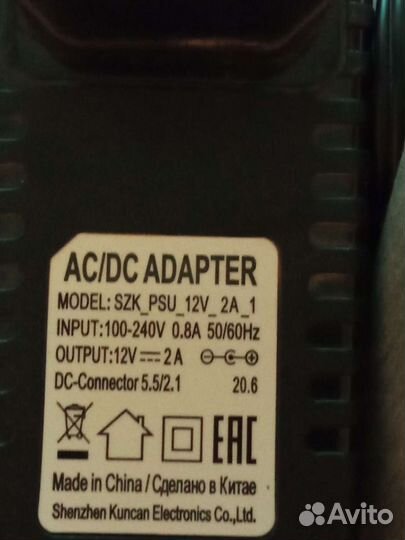 AC/DC ADAPTER
MODEL: SZK_PSU_12V_2A_1
INPUT:100-240V 0.8A 50/60Hz
OUTPUT:12V⎓2A
DC-Connector 5.5/2.1 20.6
EAC
Made in China / Сделано в Китае
Shenzhen Kuncan Electronics Co.,Ltd.
Avito